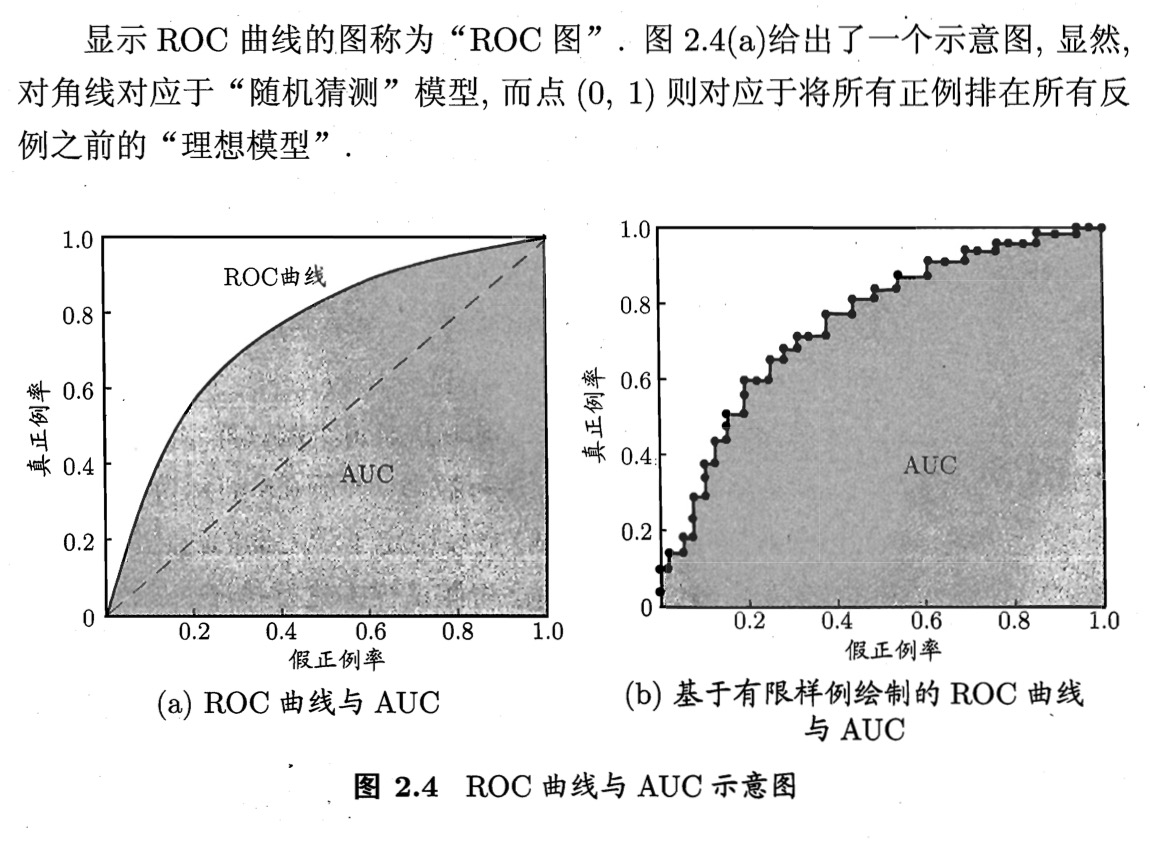 显示 ROC 曲线的图称为“ROC 图”. 图 2.4(a)给出了一个示意图, 显然,
对角线对应于“随机猜测”模型, 而点 (0, 1) 则对应于将所有正例排在所有反
例之前的“理想模型”.
1.0
0.8
0.6
0.4
0.2
0
真正例率
ROC曲线
AUC
0.2 0.4 0.6 0.8 1.0
假正例率
(a) ROC 曲线与 AUC
1.0
0.8
0.6
0.4
0.2
0
真正例率
AUC
0.2 0.4 0.6 0.8 1.0
假正例率
(b) 基于有限样例绘制的 ROC 曲线
与 AUC
图 2.4 ROC 曲线与 AUC 示意图